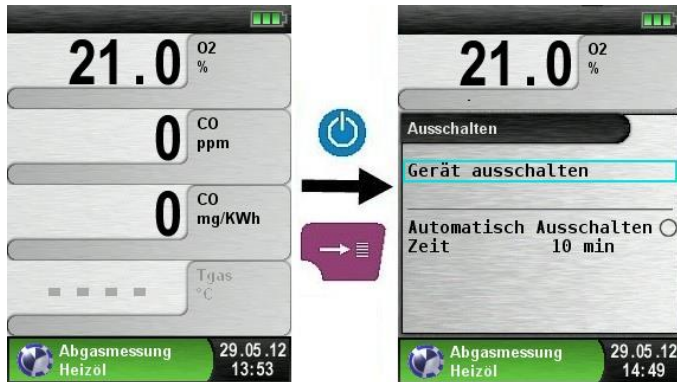 21.0 O2 %
0 CO ppm
0 CO mg/KWh
- - - - Tgas °C
Abgasmessung 29.05.12
Heizöl 13:53
21.0 O2 %
Ausschalten
Gerät ausschalten
Automatisch Ausschalten
Zeit 10 min
Abgasmessung 29.05.12
Heizöl 14:49